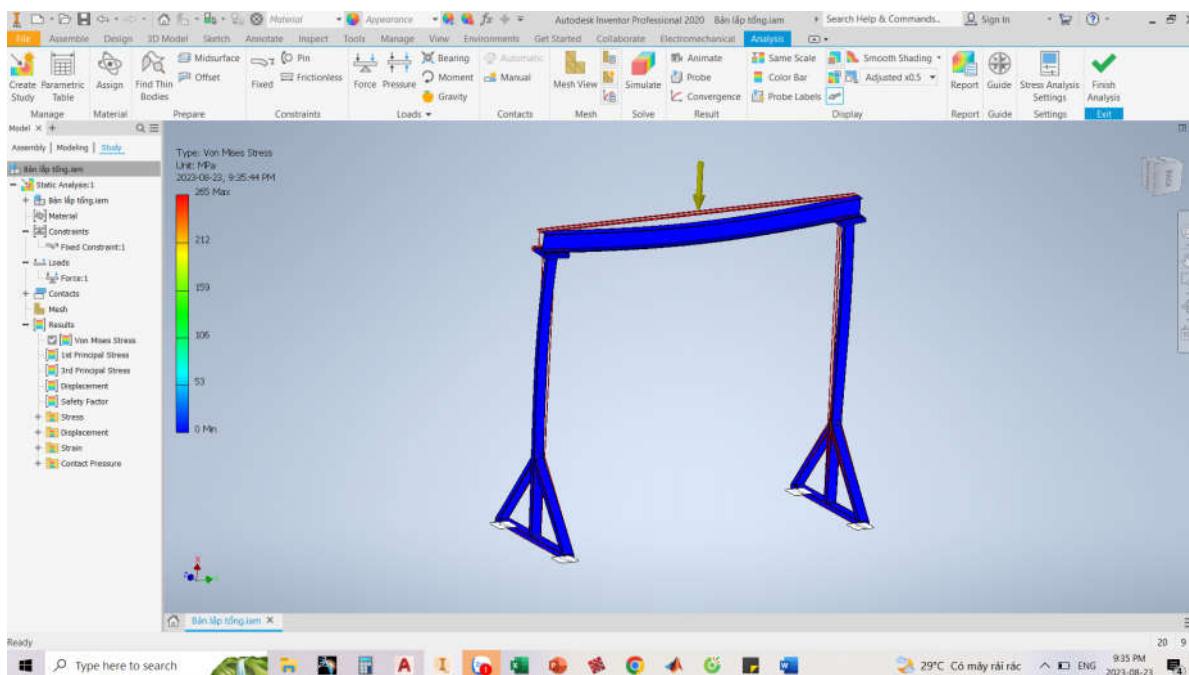 Material
Appearance
Autodesk Inventor Professional 2020 Bản lắp tổng.iam
Search Help & Commands...
Sign In
File Assemble Design 3D Model Sketch Annotate Inspect Tools Manage View Environments Get Started Collaborate Electromechanical Analysis
Midsurface Pin Bearing Automatic Animate Same Scale Smooth Shading
Offset Frictionless Moment Manual Probe Color Bar Adjusted x0.5
Gravity Convergence Probe Labels
Create Study Parametric Table Assign Find Thin Bodies Fixed Force Pressure Mesh View Simulate Report Guide Stress Analysis Settings Finish Analysis
Manage Material Prepare Constraints Loads Contacts Mesh Solve Result Display Report Guide Settings Exit
Model
Assembly Modeling Study
Bản lắp tổng.iam
Static Analysis:1
Bản lắp tổng.iam
Material
Constraints
Fixed Constraint:1
Loads
Force:1
Contacts
Mesh
Results
Von Mises Stress
1st Principal Stress
3rd Principal Stress
Displacement
Safety Factor
Stress
Displacement
Strain
Contact Pressure
Type: Von Mises Stress
Unit: MPa
2023-08-23, 9:35:44 PM
265 Max
212
159
106
53
0 Min
Bản lắp tổng.iam
Ready
20 9
Type here to search
29°C Có mây rải rác
ENG
9:35 PM
2023-08-23